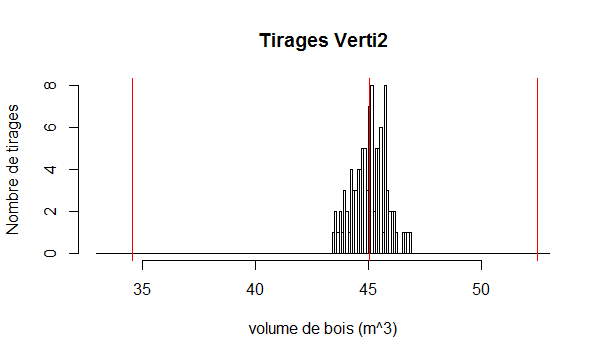 Tirages Verti2
Nombre de tirages
8
6
4
2
0
35 40 45 50
volume de bois (m^3)